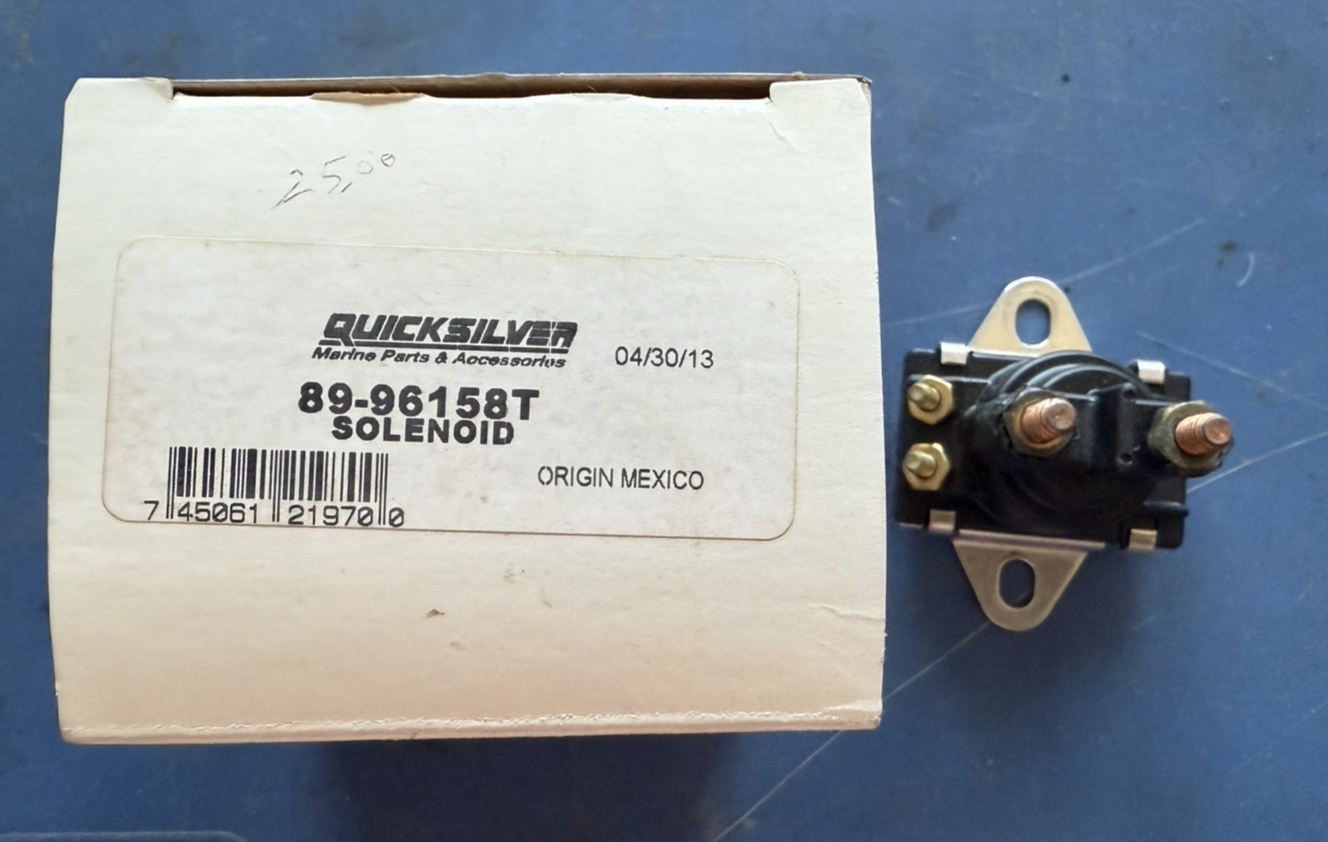 25,00
QUICKSILVER
Marine Parts & Accessories
04/30/13
89-96158T
SOLENOID
ORIGIN MEXICO
7 45061 21970 0